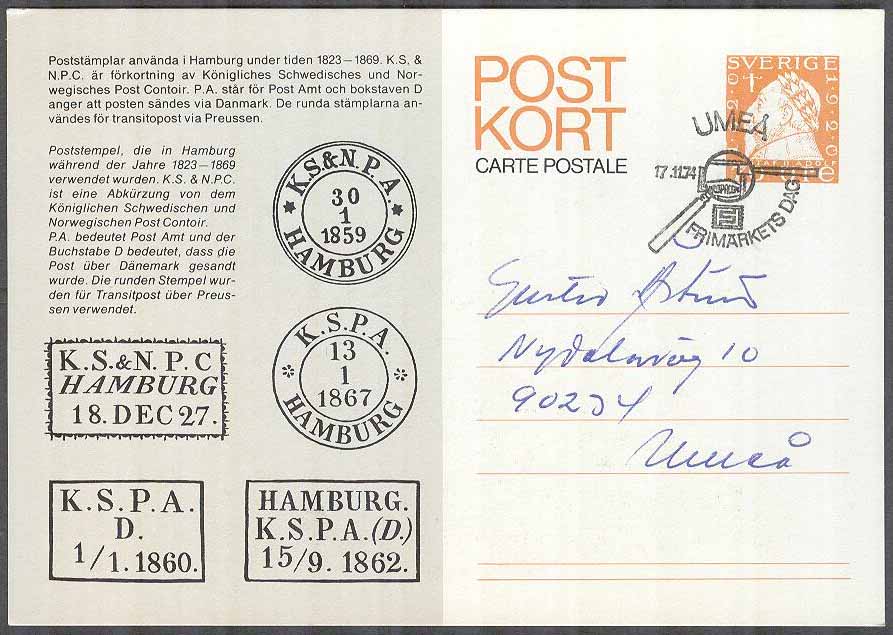 Poststämplar använda i Hamburg under tiden 1823—1869. K.S, &
N.P.C. är förkortning av Königliches Schwedisches und Nor-
wegisches Post Contoir. P.A. står för Post Amt och bokstaven D
anger att posten sändes via Danmark. De runda stämplarna an-
vändes för transitopost via Preussen.
Poststempel, die in Hamburg
während der Jahre 1823—1869
verwendet wurden. K.S. & N.P.C.
ist eine Abkürzung von dem
Königlichen Schwedischen und
Norwegischen Post Contoir.
P.A. bedeutet Post Amt und der
Buchstabe D bedeutet, dass die
Post über Dänemark gesandt
wurde. Die runden Stempel wur-
den für Transitpost über Preus-
sen verwendet.
K.S.&N.P.A.
30
1
1859
HAMBURG
K.S.P.A.
13
1
1867
HAMBURG
K.S.&N.P.C
HAMBURG
18.DEC 27.
K.S.P.A.
D.
1/1.1860.
HAMBURG.
K.S.P.A.(D.)
15/9. 1862.
POST
KORT
CARTE POSTALE
SVERIGE
UMEÅ
17.11.74
FRIMÄRKETS DAG
Gustav
Nydalaväg 10
90234
Umeå